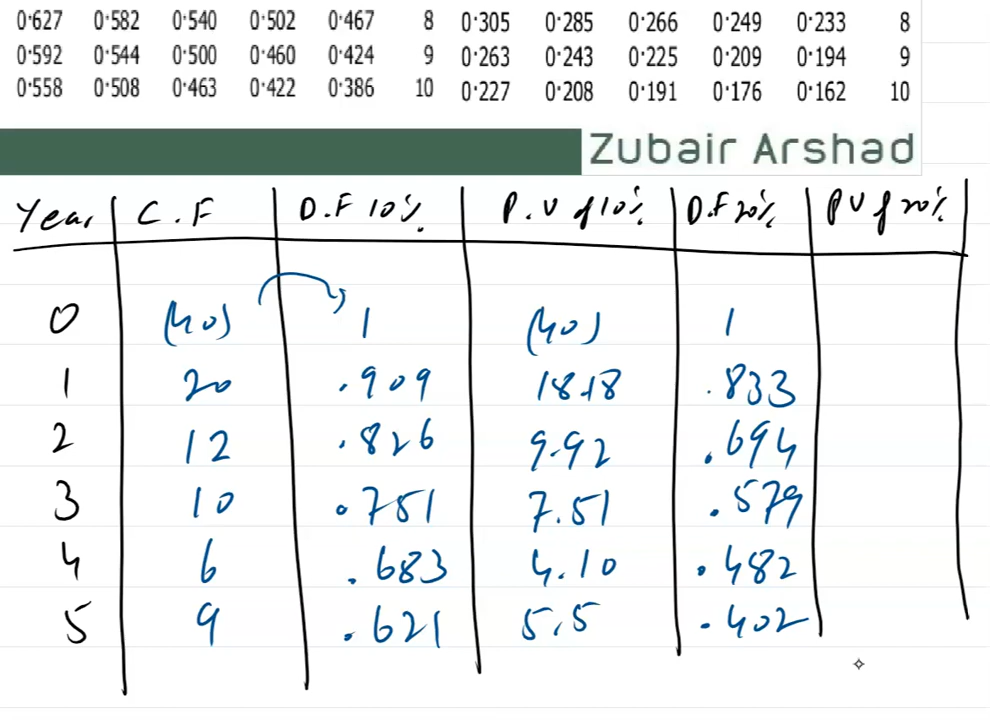 0·627 0·582 0·540 0·502 0·467 8 0·305 0·285 0·266 0·249 0·233 8
0·592 0·544 0·500 0·460 0·424 9 0·263 0·243 0·225 0·209 0·194 9
0·558 0·508 0·463 0·422 0·386 10 0·227 0·208 0·191 0·176 0·162 10
Zubair Arshad
Year C.F D.F 10% P.V of 10% D.F 20% PV of 20%
0 (40) 1 (40) 1
1 20 .909 18.18 .833
2 12 .826 9.92 .694
3 10 .751 7.51 .579
4 6 .683 4.10 .482
5 9 .621 5.5 .402